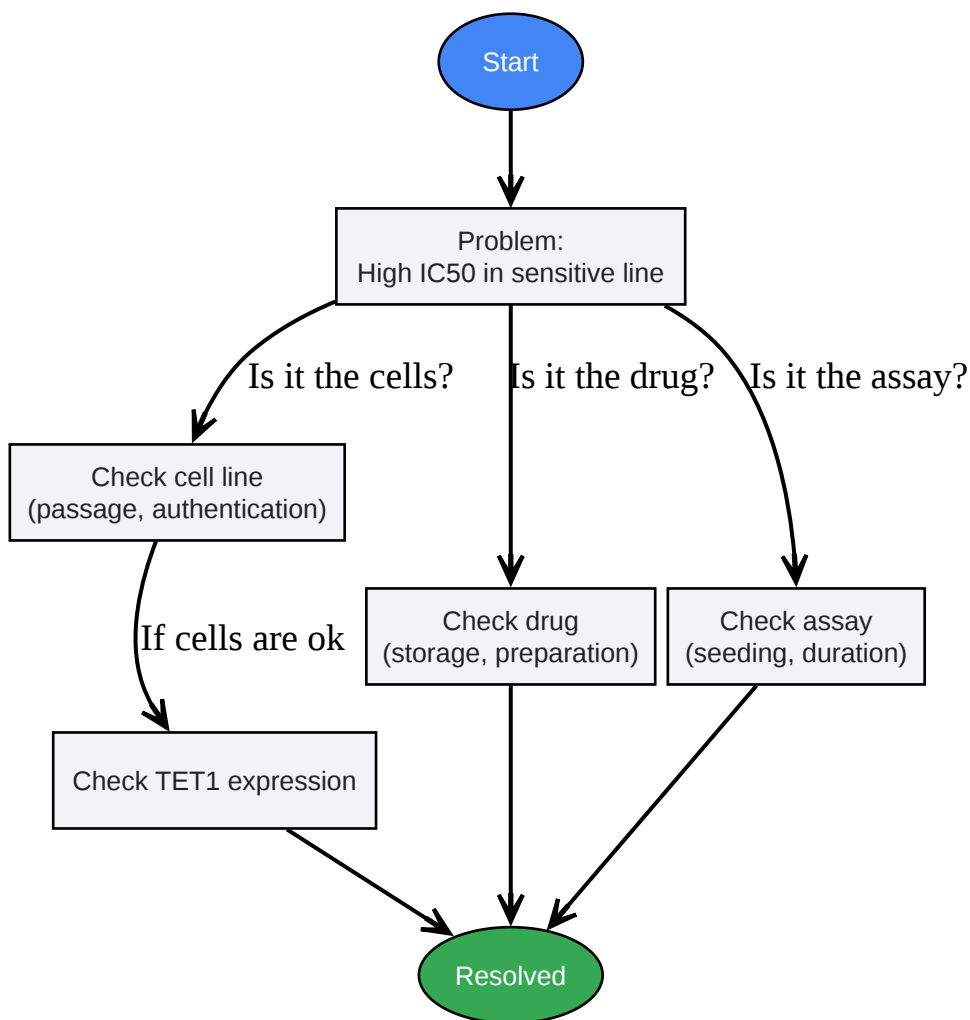 Start
Problem:
High IC50 in sensitive line
Is it the cells?
Is it the drug?
Is it the assay?
Check cell line
(passage, authentication)
Check drug
(storage, preparation)
Check assay
(seeding, duration)
If cells are ok
Check TET1 expression
Resolved